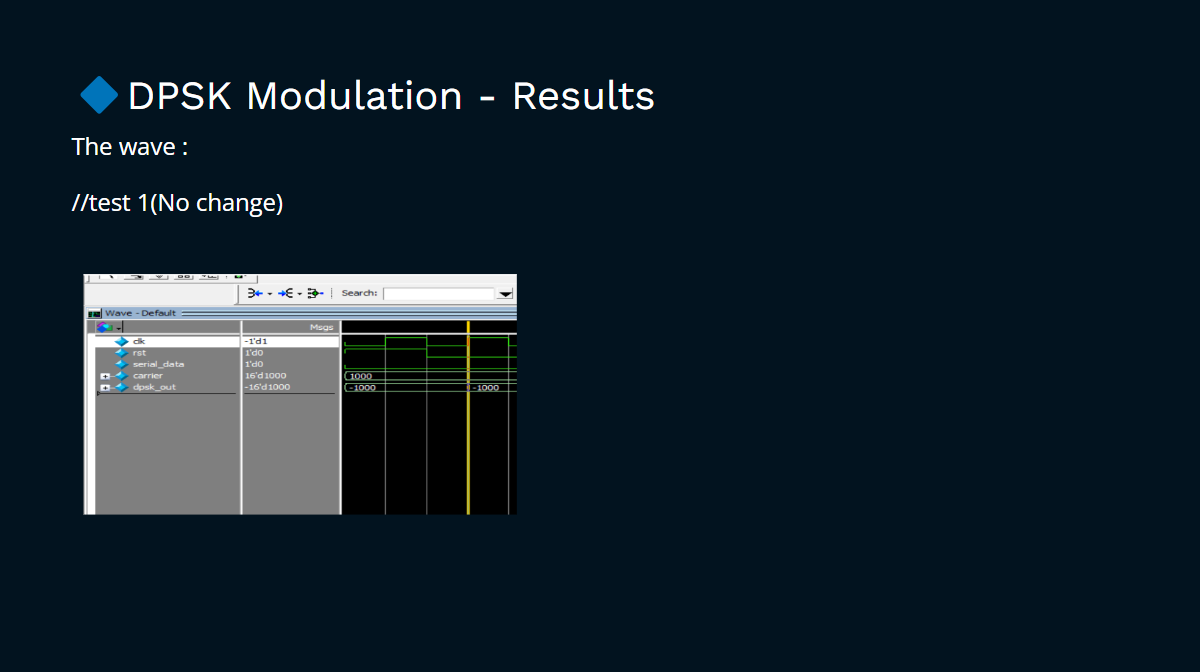 DPSK Modulation - Results
The wave :
//test 1(No change)
Search:
Wave - Default
Msgs
clk -1'd1
rst 1'd0
serial_data 1'd0
carrier 16'd1000 1000
dpsk_out -16'd1000 -1000 -1000